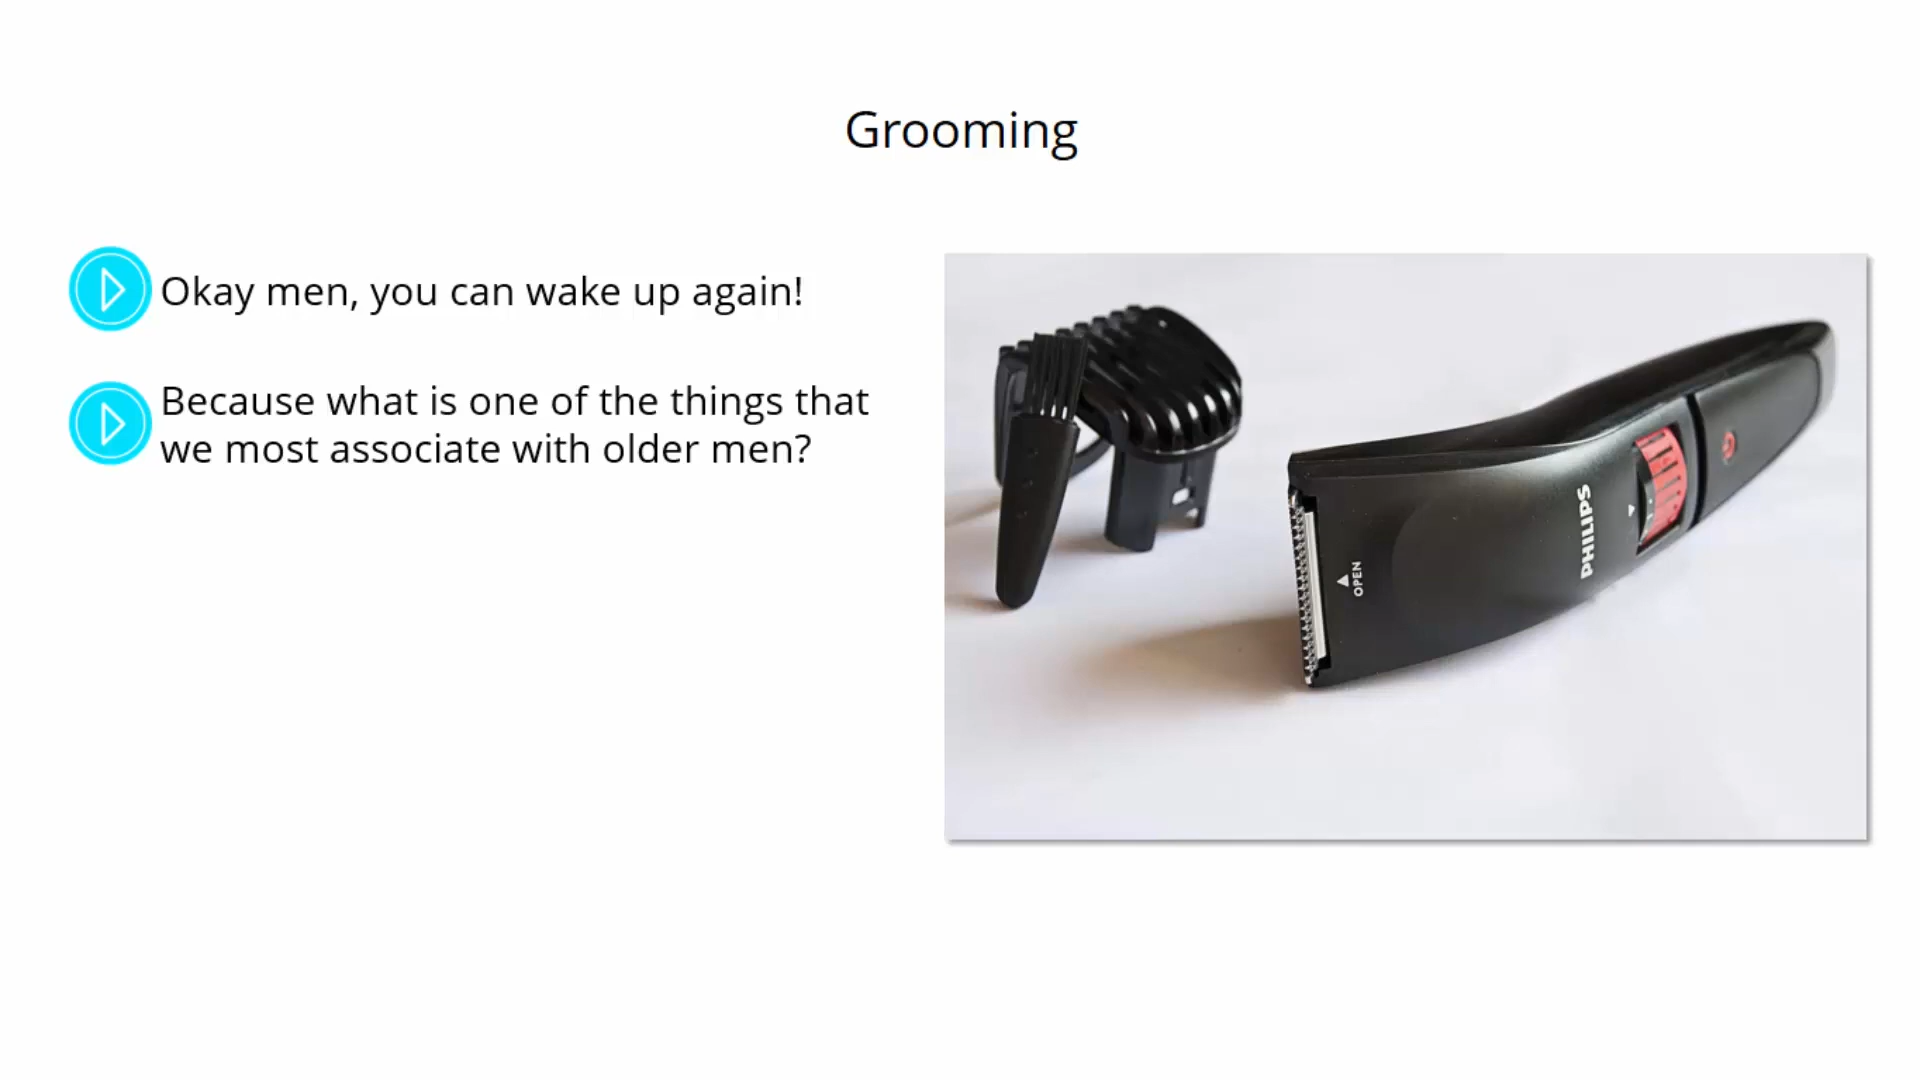 Grooming
Okay men, you can wake up again!
Because what is one of the things that
we most associate with older men?
PHILIPS
OPEN